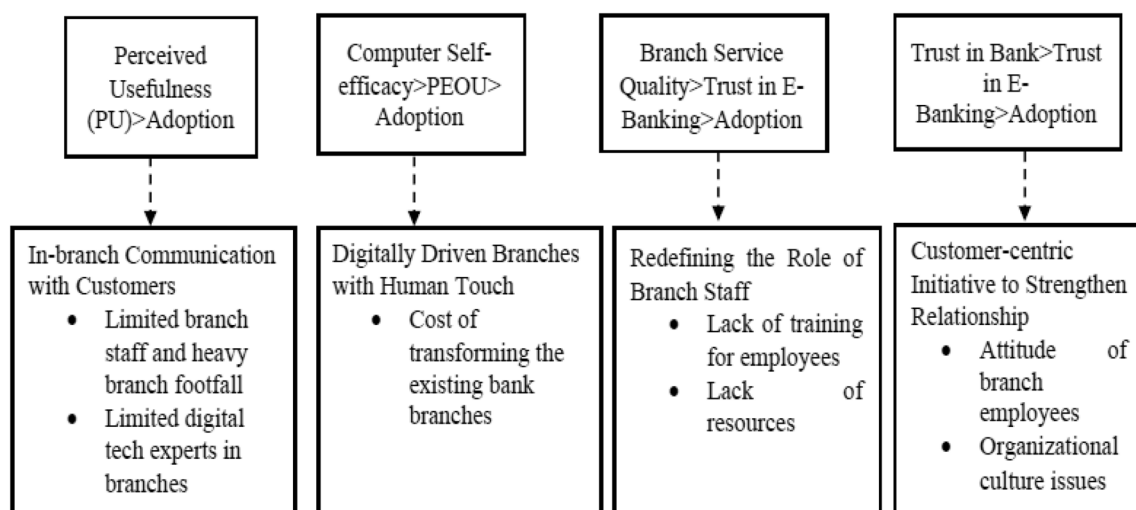 Perceived
Usefulness
(PU)>Adoption
Computer Self-
efficacy>PEOU>
Adoption
Branch Service
Quality>Trust in E-
Banking>Adoption
Trust in Bank>Trust
in E-
Banking>Adoption
In-branch Communication
with Customers
• Limited branch
staff and heavy
branch footfall
• Limited digital
tech experts in
branches
Digitally Driven Branches
with Human Touch
• Cost of
transforming the
existing bank
branches
Redefining the Role of
Branch Staff
• Lack of training
for employees
• Lack of
resources
Customer-centric
Initiative to Strengthen
Relationship
• Attitude of
branch
employees
• Organizational
culture issues